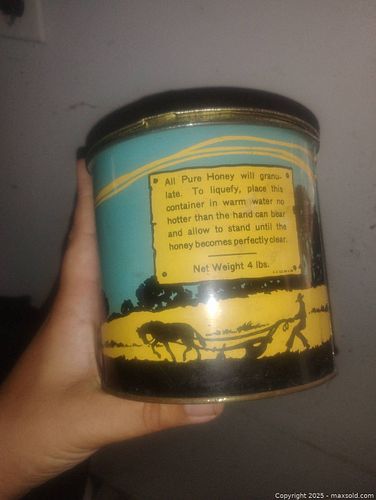 All Pure Honey will granu-
late. To liquefy, place this
container in warm water no
hotter than the hand can bear
and allow to stand until the
honey becomes perfectly clear.
Net Weight 4 lbs.
Copyright 2025 - maxsold.com